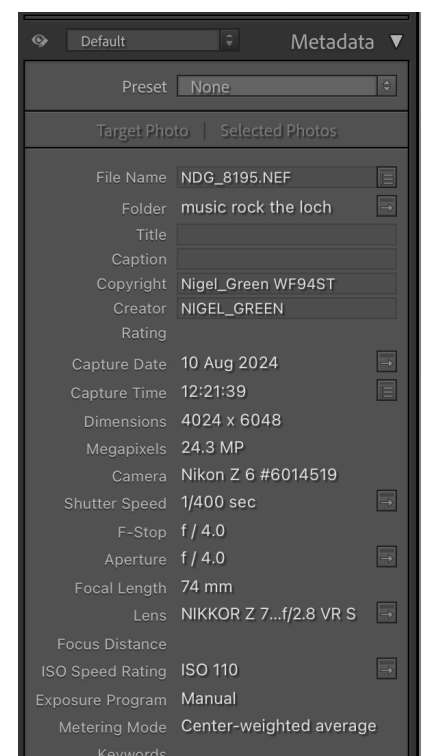 Default Metadata
Preset None
Target Photo | Selected Photos
File Name NDG_8195.NEF
Folder music rock the loch
Title
Caption
Copyright Nigel_Green WF94ST
Creator NIGEL_GREEN
Rating
Capture Date 10 Aug 2024
Capture Time 12:21:39
Dimensions 4024 x 6048
Megapixels 24.3 MP
Camera Nikon Z 6 #6014519
Shutter Speed 1/400 sec
F-Stop f / 4.0
Aperture f / 4.0
Focal Length 74 mm
Lens NIKKOR Z 7...f/2.8 VR S
Focus Distance
ISO Speed Rating ISO 110
Exposure Program Manual
Metering Mode Center-weighted average
Keywords